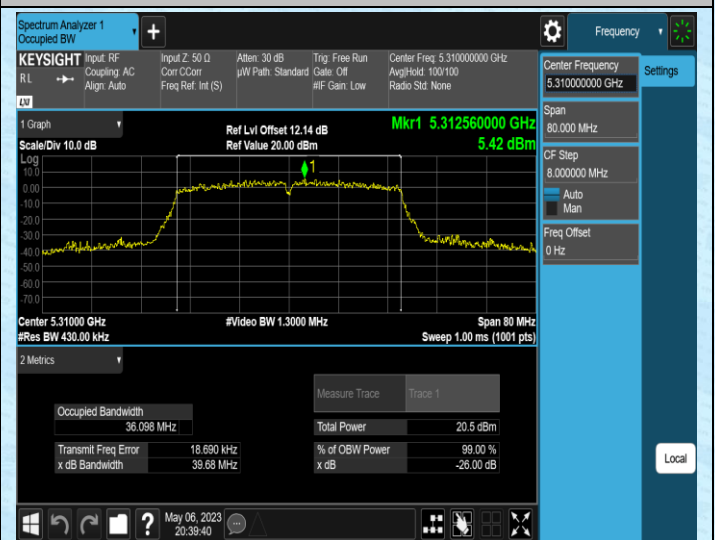 Spectrum Analyzer 1
Occupied BW
+
Frequency
KEYSIGHT
RL
Input: RF
Coupling: AC
Align: Auto
Input Z: 50 Ω
Corr CCorr
Freq Ref: Int (S)
Atten: 30 dB
µW Path: Standard
Trig: Free Run
Gate: Off
#IF Gain: Low
Center Freq: 5.310000000 GHz
Avg|Hold: 100/100
Radio Std: None
LXI
Center Frequency
5.310000000 GHz
Settings
Span
80.000 MHz
CF Step
8.000000 MHz
Auto
Man
Freq Offset
0 Hz
1 Graph
Scale/Div 10.0 dB
Ref Lvl Offset 12.14 dB
Ref Value 20.00 dBm
Mkr1 5.312560000 GHz
5.42 dBm
Log
10.0
0.00
-10.0
-20.0
-30.0
-40.0
-50.0
-60.0
-70.0
1
Center 5.31000 GHz
#Res BW 430.00 kHz
#Video BW 1.3000 MHz
Span 80 MHz
Sweep 1.00 ms (1001 pts)
2 Metrics
Measure Trace Trace 1
Occupied Bandwidth
36.098 MHz
Total Power 20.5 dBm
Transmit Freq Error 18.690 kHz
% of OBW Power 99.00 %
x dB Bandwidth 39.68 MHz
x dB -26.00 dB
Local
?
May 06, 2023
20:39:40